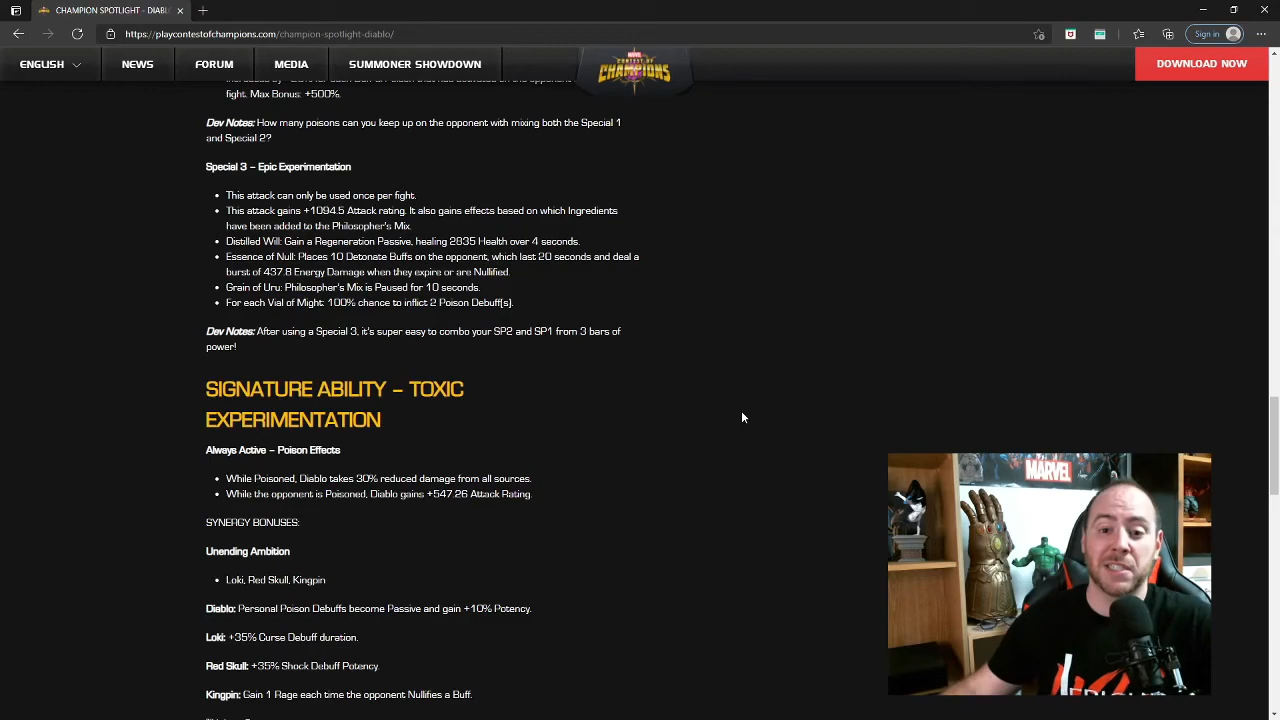 CHAMPION SPOTLIGHT - DIABL
https://playcontestofchampions.com/champion-spotlight-diablo/
Sign in
ENGLISH
NEWS
FORUM
MEDIA
SUMMONER SHOWDOWN
MARVEL
CONTEST OF
CHAMPIONS
DOWNLOAD NOW
fight. Max Bonus: +500%.
Dev Notes: How many poisons can you keep up on the opponent with mixing both the Special 1
and Special 2?
Special 3 – Epic Experimentation
• This attack can only be used once per fight.
• This attack gains +1094.5 Attack rating. It also gains effects based on which Ingredients
have been added to the Philosopher's Mix.
• Distilled Will: Gain a Regeneration Passive, healing 2835 Health over 4 seconds.
• Essence of Null: Places 10 Detonate Buffs on the opponent, which last 20 seconds and deal a
burst of 437.8 Energy Damage when they expire or are Nullified.
• Grain of Uru: Philosopher's Mix is Paused for 10 seconds.
• For each Vial of Might: 100% chance to inflict 2 Poison Debuff(s).
Dev Notes: After using a Special 3, it's super easy to combo your SP2 and SP1 from 3 bars of
power!
SIGNATURE ABILITY – TOXIC
EXPERIMENTATION
Always Active – Poison Effects
• While Poisoned, Diablo takes 30% reduced damage from all sources.
• While the opponent is Poisoned, Diablo gains +547.26 Attack Rating.
SYNERGY BONUSES:
Unending Ambition
• Loki, Red Skull, Kingpin
Diablo: Personal Poison Debuffs become Passive and gain +10% Potency.
Loki: +35% Curse Debuff duration.
Red Skull: +35% Shock Debuff Potency.
Kingpin: Gain 1 Rage each time the opponent Nullifies a Buff.
MARVEL